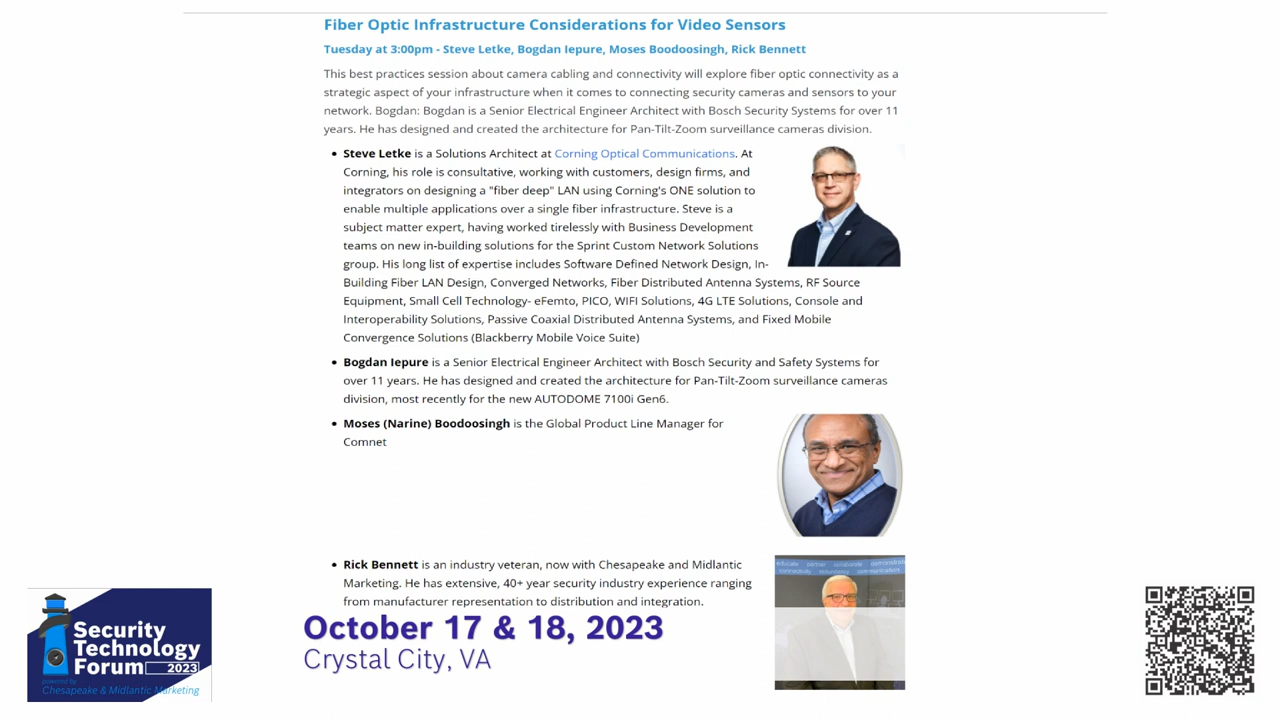 Fiber Optic Infrastructure Considerations for Video Sensors
Tuesday at 3:00pm - Steve Letke, Bogdan Iepure, Moses Boodoosingh, Rick Bennett
This best practices session about camera cabling and connectivity will explore fiber optic connectivity as a
strategic aspect of your infrastructure when it comes to connecting security cameras and sensors to your
network. Bogdan: Bogdan is a Senior Electrical Engineer Architect with Bosch Security Systems for over 11
years. He has designed and created the architecture for Pan-Tilt-Zoom surveillance cameras division.
• Steve Letke is a Solutions Architect at Corning Optical Communications. At
Corning, his role is consultative, working with customers, design firms, and
integrators on designing a "fiber deep" LAN using Corning's ONE solution to
enable multiple applications over a single fiber infrastructure. Steve is a
subject matter expert, having worked tirelessly with Business Development
teams on new in-building solutions for the Sprint Custom Network Solutions
group. His long list of expertise includes Software Defined Network Design, In-
Building Fiber LAN Design, Converged Networks, Fiber Distributed Antenna Systems, RF Source
Equipment, Small Cell Technology- eFemto, PICO, WIFI Solutions, 4G LTE Solutions, Console and
Interoperability Solutions, Passive Coaxial Distributed Antenna Systems, and Fixed Mobile
Convergence Solutions (Blackberry Mobile Voice Suite)
• Bogdan Iepure is a Senior Electrical Engineer Architect with Bosch Security and Safety Systems for
over 11 years. He has designed and created the architecture for Pan-Tilt-Zoom surveillance cameras
division, most recently for the new AUTODOME 7100i Gen6.
• Moses (Narine) Boodoosingh is the Global Product Line Manager for
Comnet
• Rick Bennett is an industry veteran, now with Chesapeake and Midlantic
Marketing. He has extensive, 40+ year security industry experience ranging
from manufacturer representation to distribution and integration.
educate partner collaborate demonstrate
connectivity redundancy communications
October 17 & 18, 2023
Crystal City, VA
Security
Technology
Forum 2023
powered by
Chesapeake & Midlantic Marketing